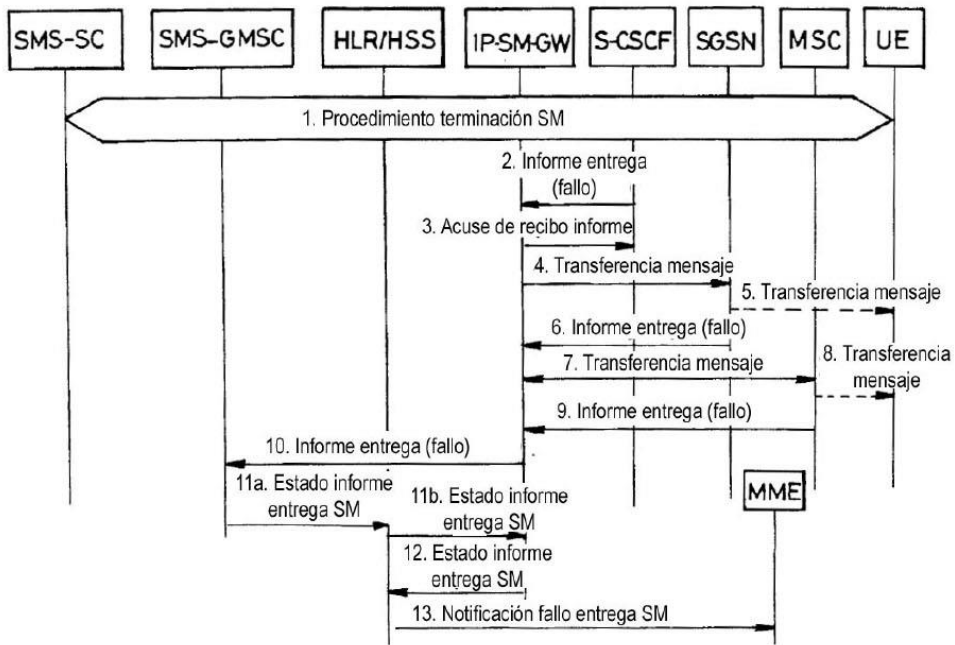 SMS-SC
SMS-GMSC
HLR/HSS
IP-SM-GW
S-CSCF
SGSN
MSC
UE
1. Procedimiento terminación SM
2. Informe entrega
(fallo)
3. Acuse de recibo informe
4. Transferencia mensaje
5. Transferencia mensaje
6. Informe entrega (fallo)
7. Transferencia mensaje
8. Transferencia
mensaje
9. Informe entrega (fallo)
10. Informe entrega (fallo)
11a. Estado informe
entrega SM
11b. Estado informe
entrega SM
MME
12. Estado informe
entrega SM
13. Notificación fallo entrega SM